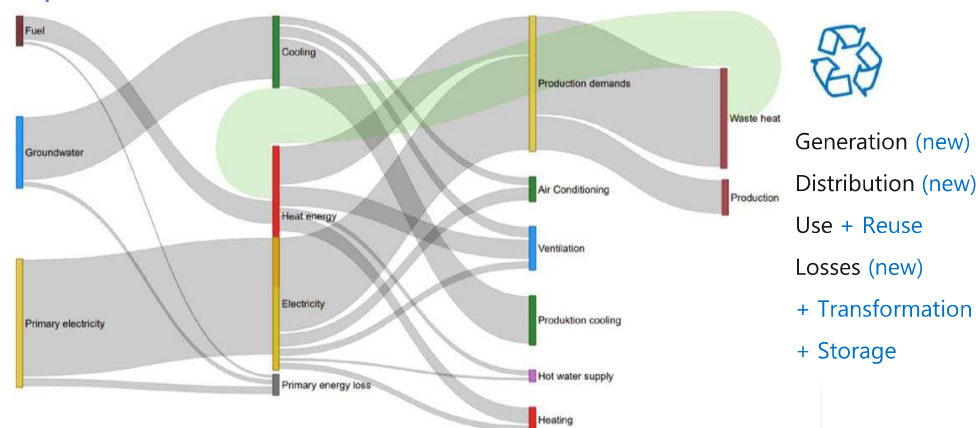 Fuel
Groundwater
Primary electricity
Cooling
Heat energy
Electricity
Primary energy loss
Production demands
Air Conditioning
Ventilation
Produktion cooling
Hot water supply
Heating
Waste heat
Production
Generation (new)
Distribution (new)
Use + Reuse
Losses (new)
+ Transformation
+ Storage